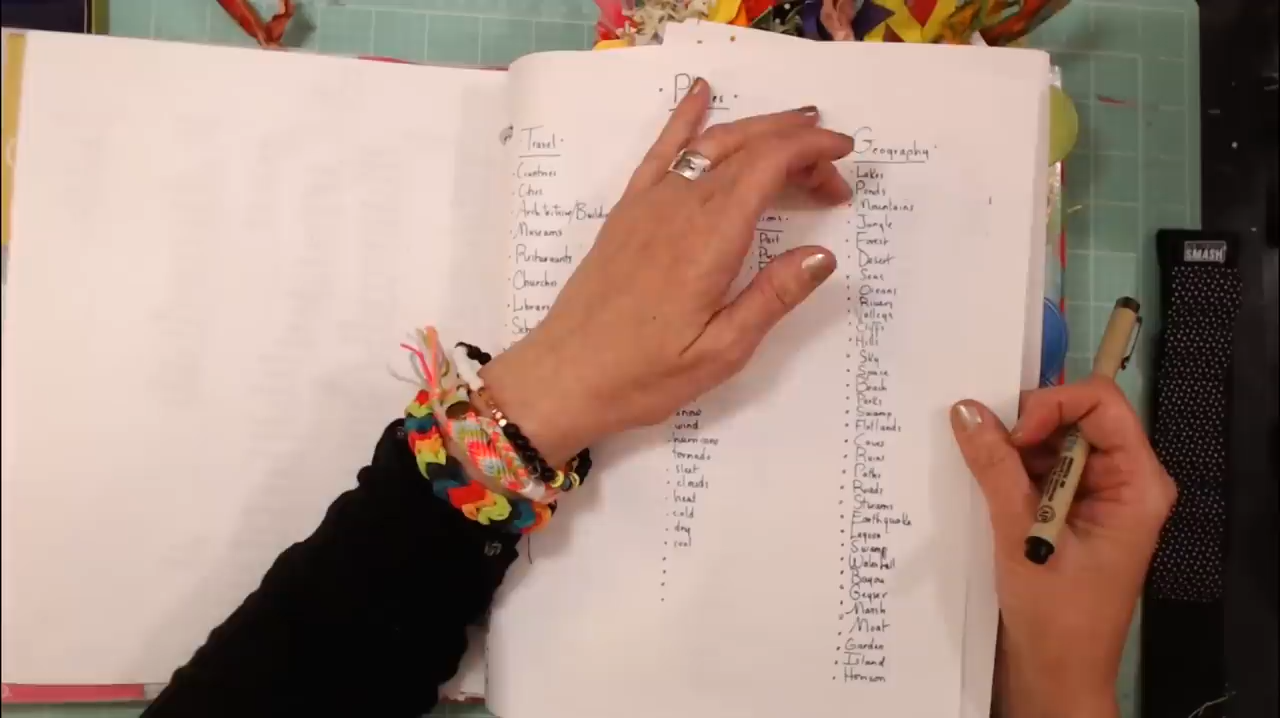 Travel
Countries
Cities
Museums
Restaurants
Churches
wind
hurricane
tornado
sleet
clouds
heat
cold
dry
cool
Geography
Lakes
Ponds
Mountains
Jungle
Forest
Desert
Seas
Oceans
Rivers
Valleys
Cliffs
Hills
Sky
Space
Beach
Parks
Swamp
Flatlands
Caves
Ruins
Paths
Roads
Streams
Earthquake
Lagoon
Swamp
Waterfall
Bayou
Geyser
Marsh
Moat
Garden
Island
Horizon
SMASH